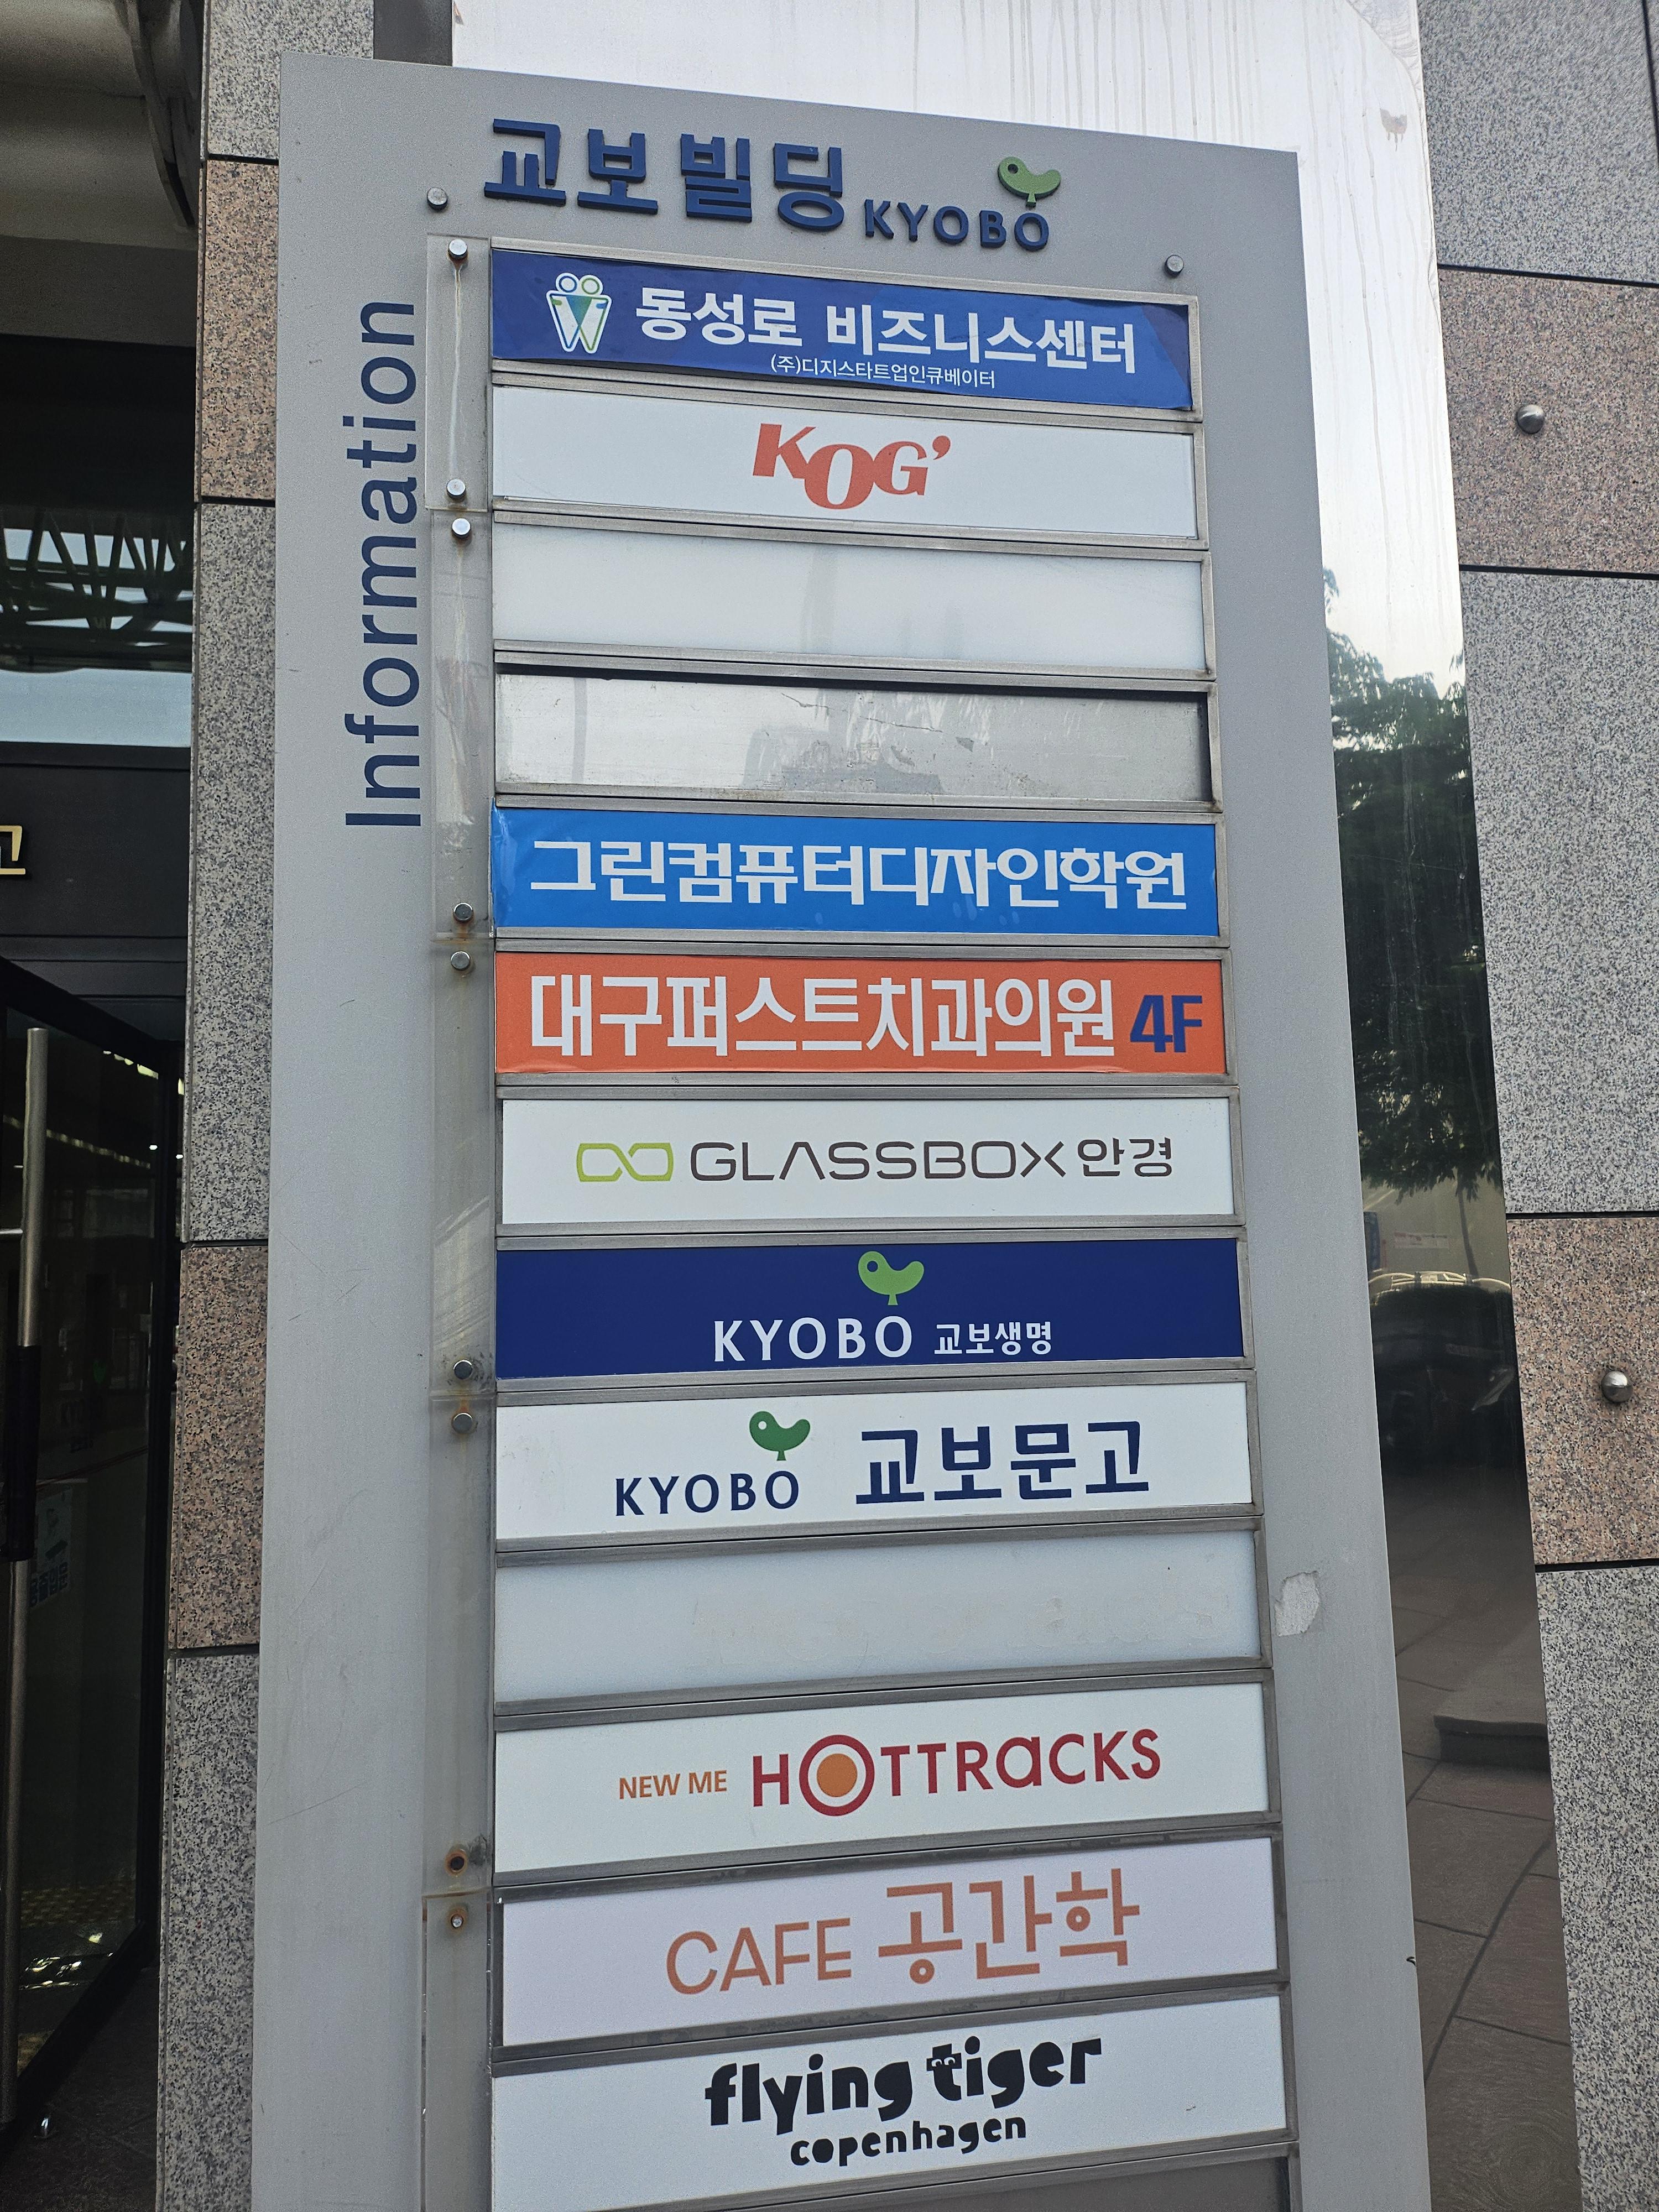 교보빌딩 KYOBO
Information
동성로 비즈니스센터
(주)디지스타트업인큐베이터
KOG'
그린컴퓨터디자인학원
대구퍼스트치과의원 4F
GLASSBOX 안경
KYOBO 교보생명
KYOBO 교보문고
NEW ME HOTTRaCKS
CAFE 공간학
flying tiger
copenhagen
고